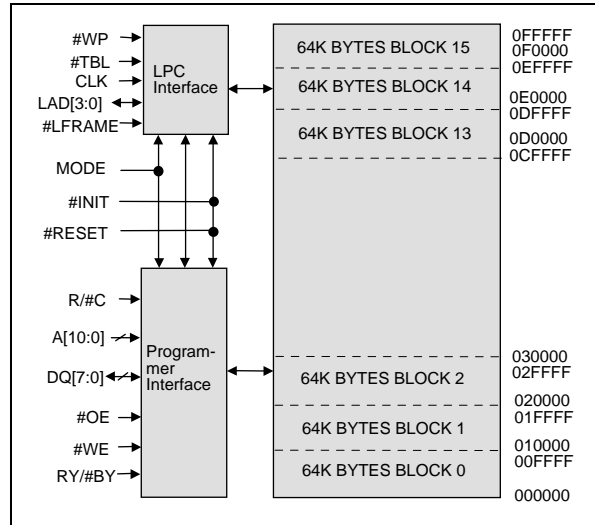 #WP
#TBL
CLK
LAD[3:0]
#LFRAME
MODE
#INIT
#RESET
R/#C
A[10:0]
DQ[7:0]
#OE
#WE
RY/#BY
LPC
Interface
Program-
mer
Interface
64K BYTES BLOCK 15
64K BYTES BLOCK 14
64K BYTES BLOCK 13
64K BYTES BLOCK 2
64K BYTES BLOCK 1
64K BYTES BLOCK 0
0FFFFF
0F0000
0EFFFF
0E0000
0DFFFF
0D0000
0CFFFF
030000
02FFFF
020000
01FFFF
010000
00FFFF
000000